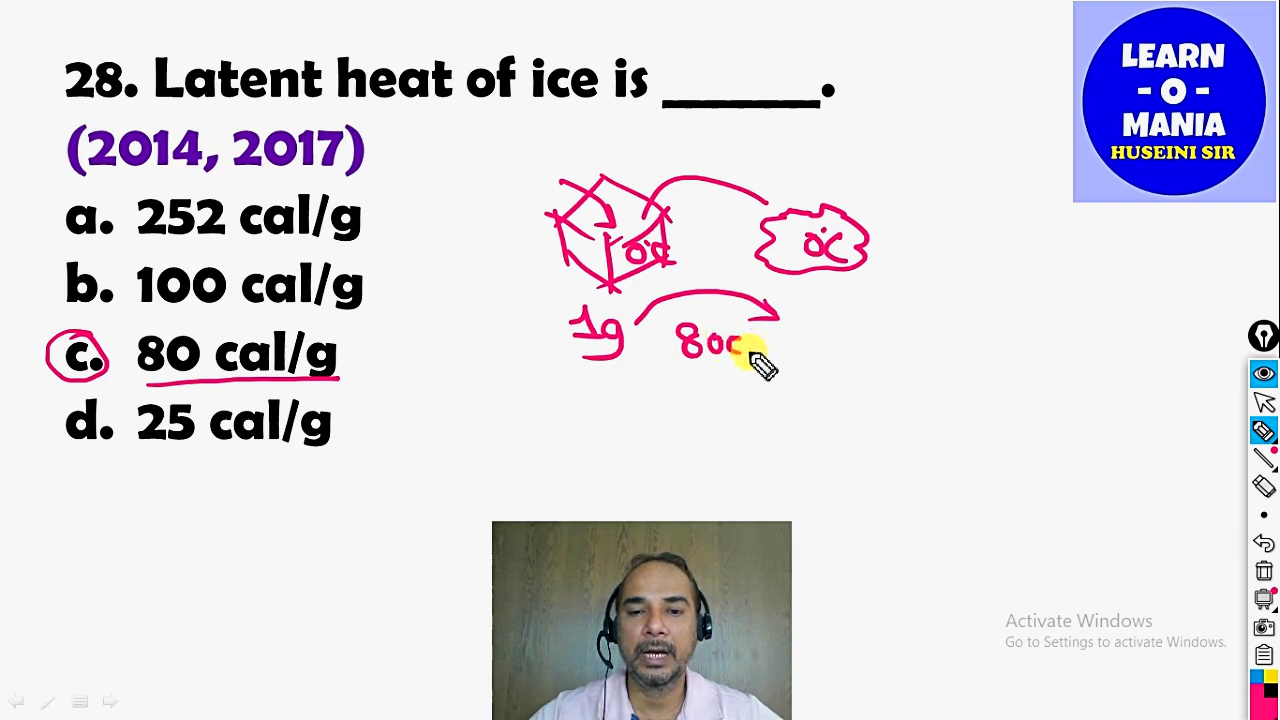 28. Latent heat of ice is ______.
(2014, 2017)
a. 252 cal/g
b. 100 cal/g
c. 80 cal/g
d. 25 cal/g
LEARN
- O -
MANIA
HUSEINI SIR
0°C
0°C
1g
80c
Activate Windows
Go to Settings to activate Windows.